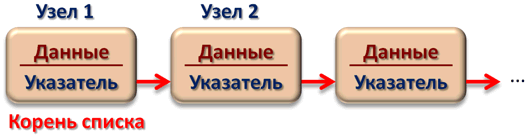 Узел 1 Узел 2
Данные Данные Данные
Указатель Указатель Указатель ...
Корень списка